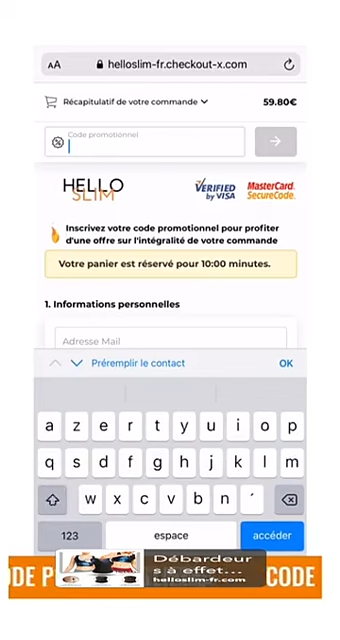 AA helloslim-fr.checkout-x.com
Récapitulatif de votre commande 59.80€
Code promotionnel
HELLO
SLIM
VERIFIED
by VISA
MasterCard.
SecureCode.
Inscrivez votre code promotionnel pour profiter
d'une offre sur l'intégralité de votre commande
Votre panier est réservé pour 10:00 minutes.
1. Informations personnelles
Adresse Mail
Préremplir le contact OK
a z e r t y u i o p
q s d f g h j k l m
w x c v b n ´
123 espace accéder
DE P
Débardeur
s à effet...
helloslim-fr.com
CODE